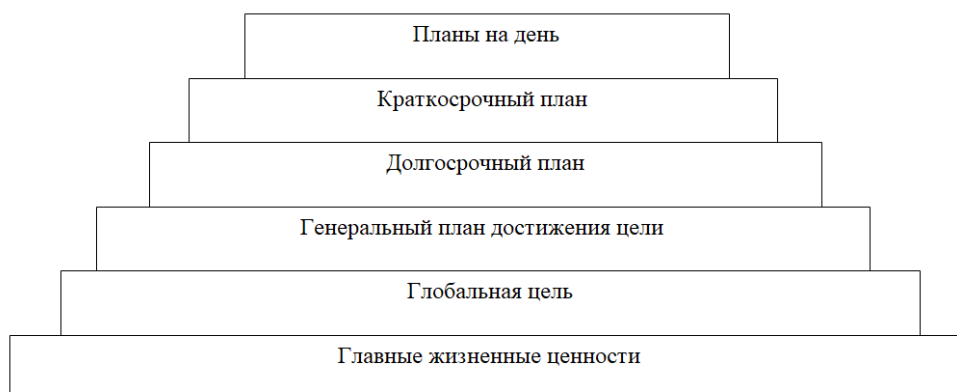 Планы на день
Краткосрочный план
Долгосрочный план
Генеральный план достижения цели
Глобальная цель
Главные жизненные ценности